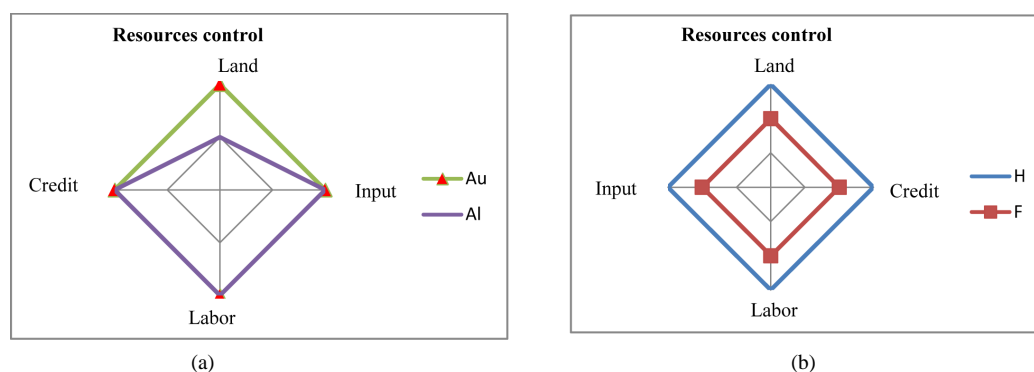 Resources control
Land
Credit
Input
Labor
Au
Al
(a)
Resources control
Land
Input
Credit
Labor
H
F
(b)